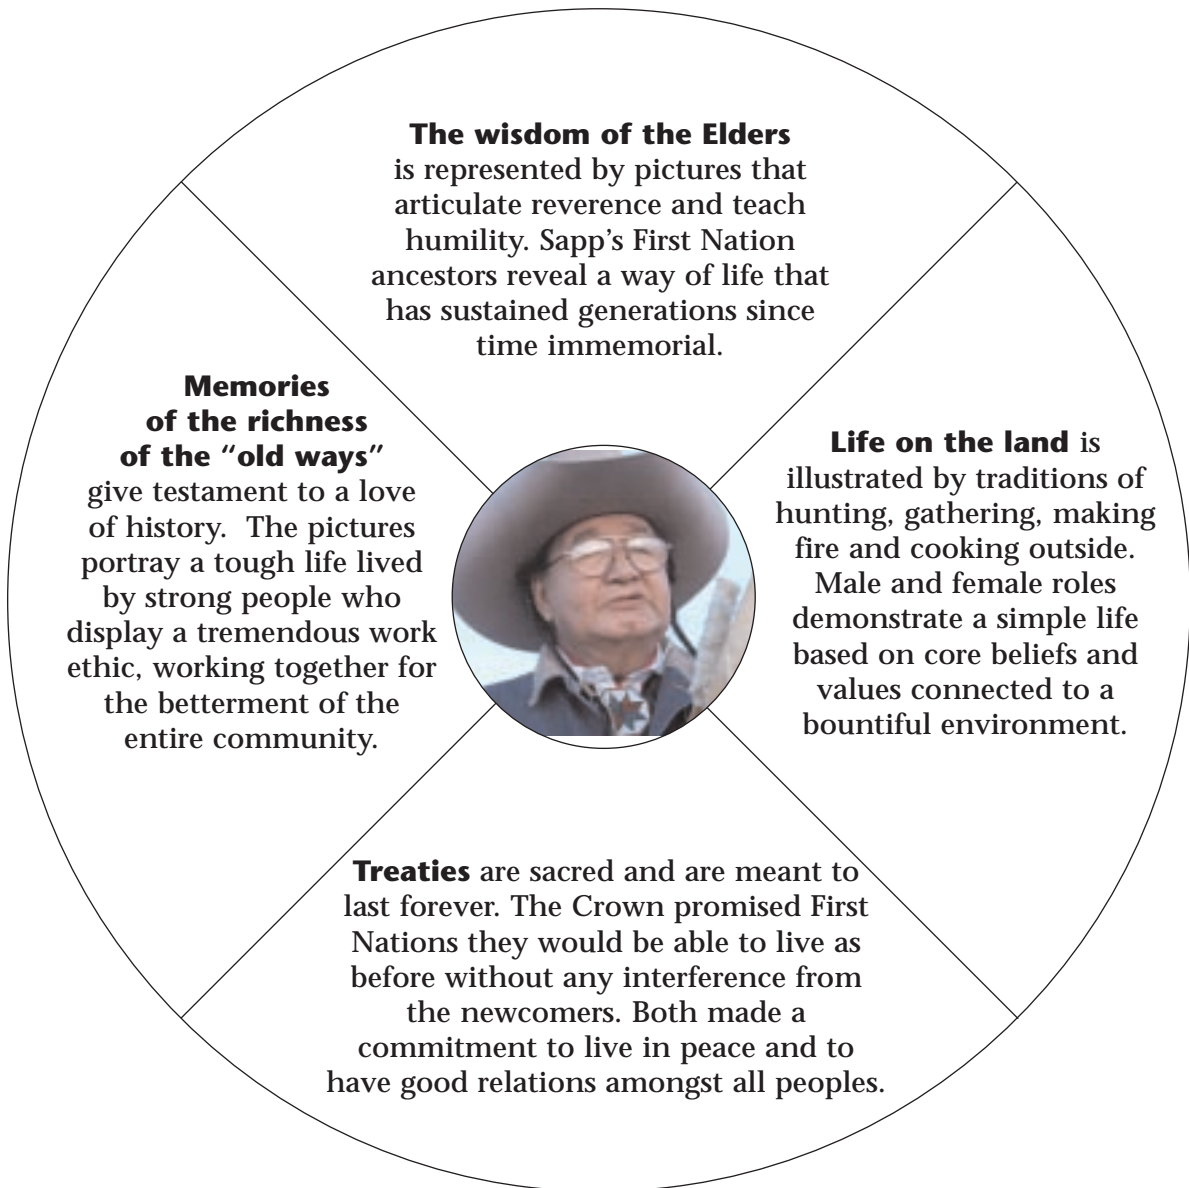 The wisdom of the Elders
is represented by pictures that
articulate reverence and teach
humility. Sapp’s First Nation
ancestors reveal a way of life that
has sustained generations since
time immemorial.
Memories
of the richness
of the “old ways”
give testament to a love
of history.  The pictures
portray a tough life lived
by strong people who
display a tremendous work
ethic, working together for
the betterment of the
entire community.
Life on the land is
illustrated by traditions of
hunting, gathering, making
fire and cooking outside.
Male and female roles
demonstrate a simple life
based on core beliefs and
values connected to a
bountiful environment.
Treaties are sacred and are meant to
last forever. The Crown promised First
Nations they would be able to live as
before without any interference from
the newcomers. Both made a
commitment to live in peace and to
have good relations amongst all peoples.